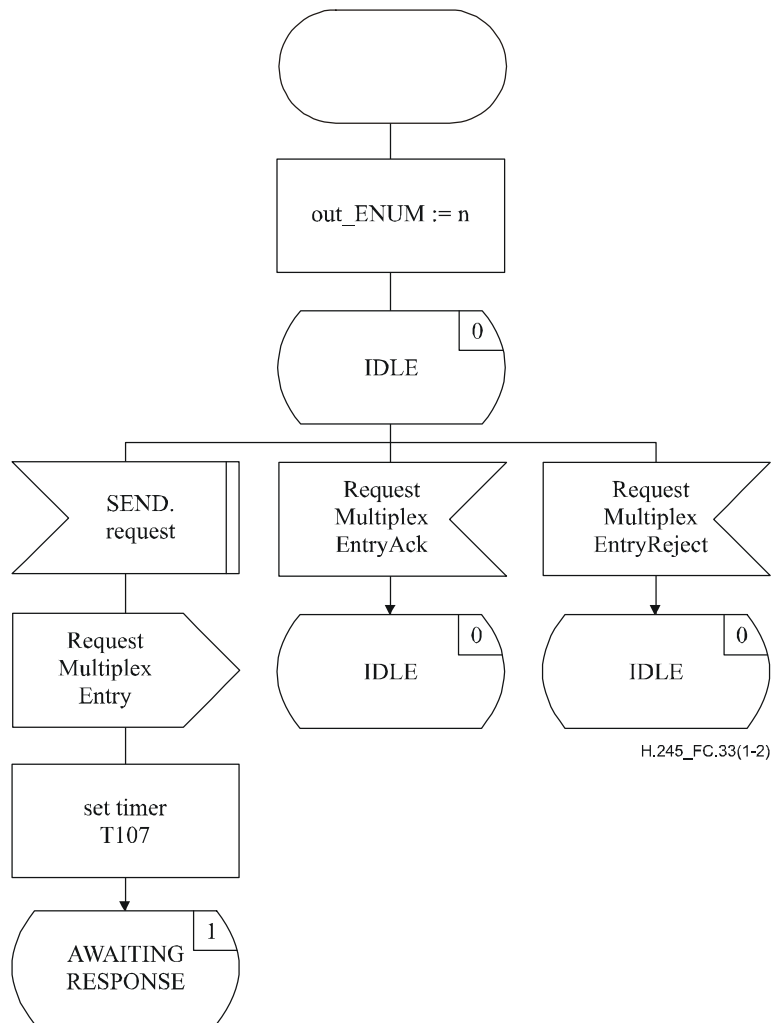 out_ENUM := n
0
IDLE
SEND.
request
Request
Multiplex
EntryAck
Request
Multiplex
EntryReject
Request
Multiplex
Entry
0
IDLE
0
IDLE
H.245_FC.33(1-2)
set timer
T107
1
AWAITING
RESPONSE